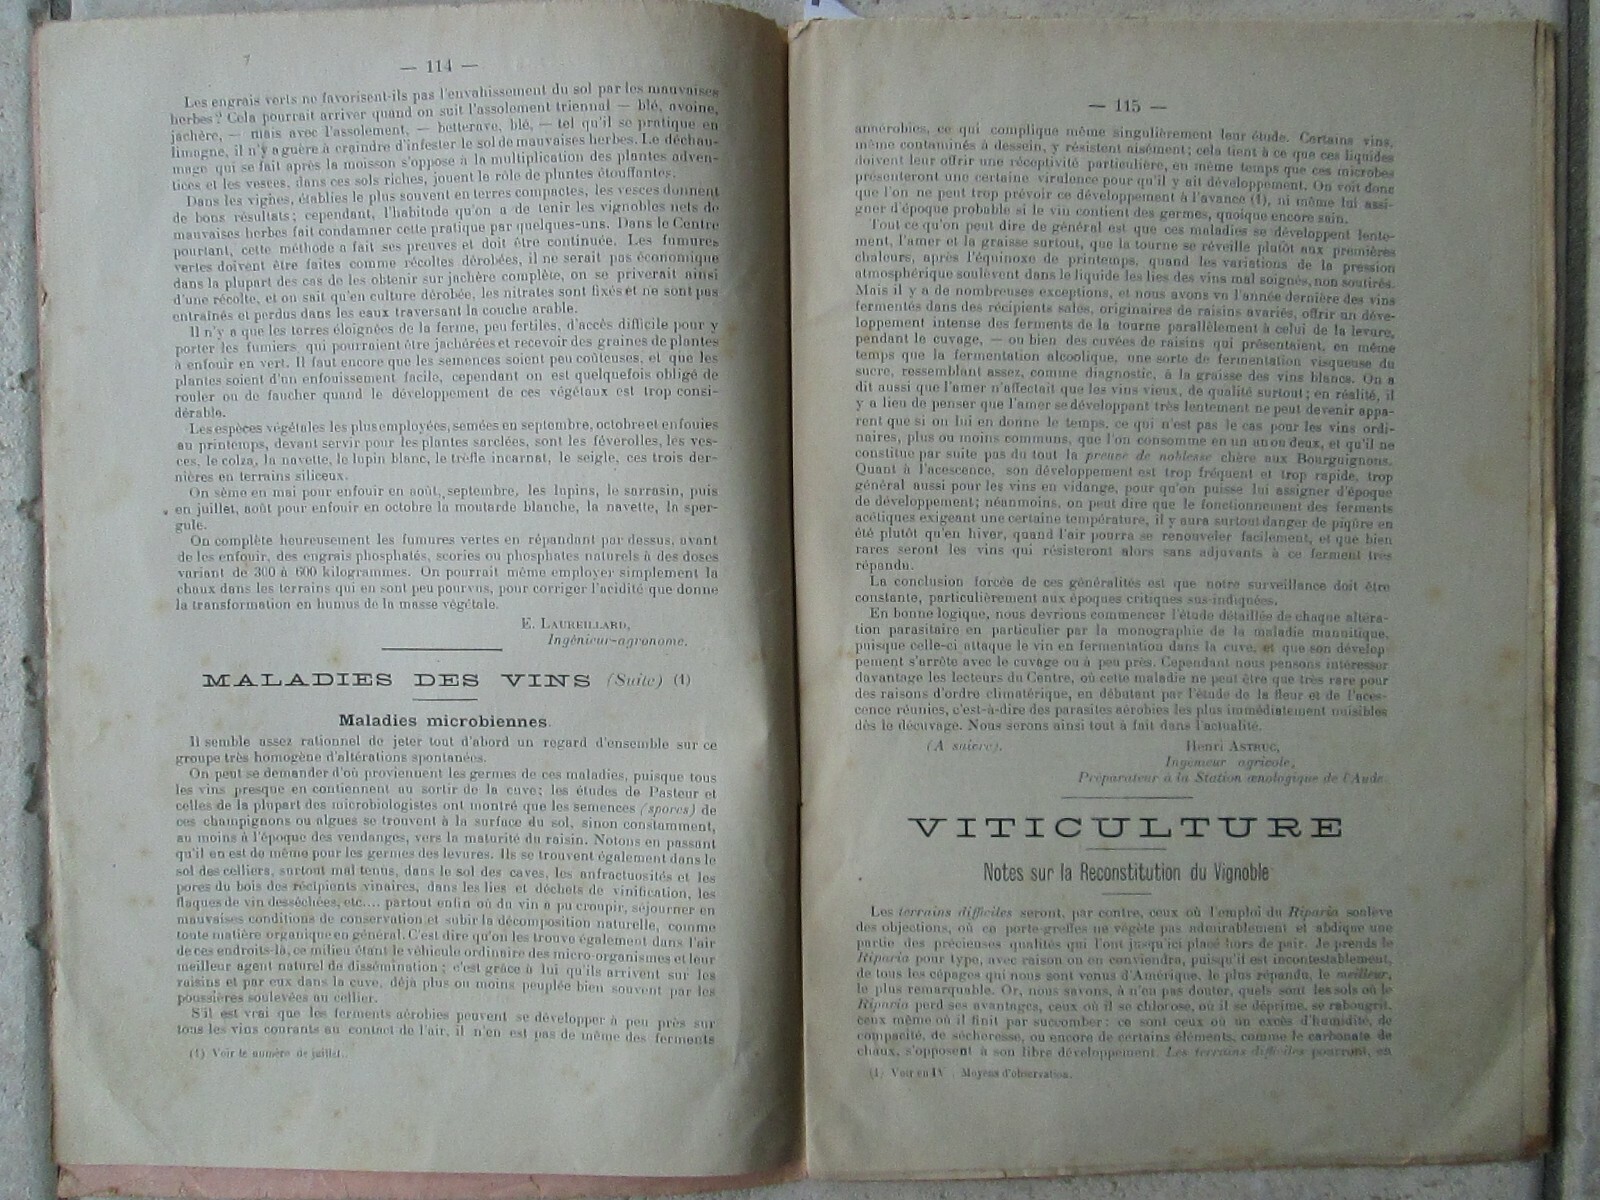 — 114 —
Les engrais verts ne favorisent-ils pas l'envahissement du sol par les mauvaises
herbes? Cela pourrait arriver quand on suit l'assolement triennal — blé, avoine,
jachère, — mais avec l'assolement, — betterave, blé, — tel qu'il se pratique en
limagne, il n'y a guère à craindre d'infester le sol de mauvaises herbes. Le déchau-
mage qui se fait après la moisson s'oppose à la multiplication des plantes adven-
tices et les vesces, dans ces sols riches, jouent le rôle de plantes étouffantes.
Dans les vignes, établies le plus souvent en terres compactes, les vesces donnent
de bons résultats; cependant, l'habitude qu'on a de tenir les vignobles nets de
mauvaises herbes fait condamner cette pratique par quelques-uns. Dans le Centre
pourtant, cette méthode a fait ses preuves et doit être continuée. Les fumures
vertes doivent être faites comme récoltes dérobées, il ne serait pas économique
dans la plupart des cas de les obtenir sur jachère complète, on se priverait ainsi
d'une récolte, et on sait qu'en culture dérobée, les nitrates sont fixés et ne sont pas
entraînés et perdus dans les eaux traversant la couche arable.
Il n'y a que les terres éloignées de la ferme, peu fertiles, d'accès difficile pour y
porter les fumiers qui pourraient être jachérées et recevoir des graines de plantes
à enfouir en vert. Il faut encore que les semences soient peu coûteuses, et que les
plantes soient d'un enfouissement facile, cependant on est quelquefois obligé de
rouler ou de faucher quand le développement de ces végétaux est trop consi-
dérable.
Les espèces végétales les plus employées, semées en septembre, octobre et enfouies
au printemps, devant servir pour les plantes sarclées, sont les féverolles, les ves-
ces, le colza, la navette, le lupin blanc, le trèfle incarnat, le seigle, ces trois der-
nières en terrains siliceux.
On sème en mai pour enfouir en août, septembre, les lupins, le sarrasin, puis
en juillet, août pour enfouir en octobre la moutarde blanche, la navette, la sper-
gule.
On complète heureusement les fumures vertes en répandant par dessus, avant
de les enfouir, des engrais phosphatés, scories ou phosphates naturels à des doses
variant de 300 à 600 kilogrammes. On pourrait même employer simplement la
chaux dans les terrains qui en sont peu pourvus, pour corriger l'acidité que donne
la transformation en humus de la masse végétale.
E. LAUREILLARD,
Ingénieur-agronome.
MALADIES DES VINS (Suite) (1)
Maladies microbiennes
Il semble assez rationnel de jeter tout d'abord un regard d'ensemble sur ce
groupe très homogène d'altérations spontanées.
On peut se demander d'où proviennent les germes de ces maladies, puisque tous
les vins presque en contiennent au sortir de la cuve; les études de Pasteur et
celles de la plupart des microbiologistes ont montré que les semences (spores) de
ces champignons ou algues se trouvent à la surface du sol, sinon constamment,
au moins à l'époque des vendanges, vers la maturité du raisin. Notons en passant
qu'il en est de même pour les germes des levures. Ils se trouvent également dans le
sol des celliers, surtout mal tenus, dans le sol des caves, les anfractuosités et les
pores du bois des récipients vinaires, dans les lies et déchets de vinification, les
flaques de vin desséchées, etc.... partout enfin où du vin a pu croupir, séjourner en
mauvaises conditions de conservation et subir la décomposition naturelle, comme
toute matière organique en général. C'est dire qu'on les trouve également dans l'air
de ces endroits-là, ce milieu étant le véhicule ordinaire des micro-organismes et leur
meilleur agent naturel de dissémination; c'est grâce à lui qu'ils arrivent sur les
raisins et par eux dans la cuve, déjà plus ou moins peuplée bien souvent par les
poussières soulevées au cellier.
S'il est vrai que les ferments aérobies peuvent se développer à peu près sur
tous les vins courants au contact de l'air, il n'en est pas de même des ferments
(1) Voir le numéro de juillet.
— 115 —
anaérobies, ce qui complique même singulièrement leur étude. Certains vins,
même contaminés à dessein, y résistent aisément; cela tient à ce que ces liquides
doivent leur offrir une réceptivité particulière, en même temps que ces microbes
présenteront une certaine virulence pour qu'il y ait développement. On voit donc
que l'on ne peut trop prévoir ce développement à l'avance (1), ni même lui assi-
gner d'époque probable si le vin contient des germes, quoique encore sain.
Tout ce qu'on peut dire de général est que ces maladies se développent lente-
ment, l'amer et la graisse surtout, que la tourne se réveille plutôt aux premières
chaleurs, après l'équinoxe de printemps, quand les variations de la pression
atmosphérique soulèvent dans le liquide les lies des vins mal soignés, non soutirés.
Mais il y a de nombreuses exceptions, et nous avons vu l'année dernière des vins
fermentés dans des récipients sales, originaires de raisins avariés, offrir un déve-
loppement intense des ferments de la tourne parallèlement à celui de la levure,
pendant le cuvage, — ou bien des cuvées de raisins qui présentaient, en même
temps que la fermentation alcoolique, une sorte de fermentation visqueuse du
sucre, ressemblant assez, comme diagnostic, à la graisse des vins blancs. On a
dit aussi que l'amer n'affectait que les vins vieux, de qualité surtout; en réalité, il
y a lieu de penser que l'amer se développant très lentement ne peut devenir appa-
rent que si on lui en donne le temps, ce qui n'est pas le cas pour les vins ordi-
naires, plus ou moins communs, que l'on consomme en un an ou deux, et qu'il ne
constitue par suite pas du tout la preuve de noblesse chère aux Bourguignons.
Quant à l'acescence, son développement est trop fréquent et trop rapide, trop
général aussi pour les vins en vidange, pour qu'on puisse lui assigner d'époque
de développement; néanmoins, on peut dire que le fonctionnement des ferments
acétiques exigeant une certaine température, il y aura surtout danger de piqûre en
été plutôt qu'en hiver, quand l'air pourra se renouveler facilement, et que bien
rares seront les vins qui résisteront alors sans adjuvants à ce ferment très
répandu.
La conclusion forcée de ces généralités est que notre surveillance doit être
constante, particulièrement aux époques critiques sus-indiquées.
En bonne logique, nous devrions commencer l'étude détaillée de chaque altéra-
tion parasitaire en particulier par la monographie de la maladie mannitique,
puisque celle-ci attaque le vin en fermentation dans la cuve, et que son dévelop
pement s'arrête avec le cuvage ou à peu près. Cependant nous pensons intéresser
davantage les lecteurs du Centre, où cette maladie ne peut être que très rare pour
des raisons d'ordre climatérique, en débutant par l'étude de la fleur et de l'aces-
cence réunies, c'est-à-dire des parasites aérobies les plus immédiatement nuisibles
dès le décuvage. Nous serons ainsi tout à fait dans l'actualité.
(A suivre).
Henri ASTRUC,
Ingénieur agricole,
Préparateur à la Station œnologique de l'Aude
VITICULTURE
Notes sur la Reconstitution du Vignoble
Les terrains difficiles seront, par contre, ceux où l'emploi du Riparia soulève
des objections, où ce porte-greffes ne végète pas admirablement et abdique une
partie des précieuses qualités qui l'ont jusqu'ici placé hors de pair. Je prends le
Riparia pour type, avec raison on en conviendra, puisqu'il est incontestablement,
de tous les cépages qui nous sont venus d'Amérique, le plus répandu, le meilleur,
le plus remarquable. Or, nous savons, à n'en pas douter, quels sont les sols où le
Riparia perd ses avantages, ceux où il se chlorose, où il se déprime, se rabougrit,
ceux même où il finit par succomber: ce sont ceux où un excès d'humidité, de
compacité, de sécheresse, ou encore de certains éléments, comme le carbonate de
chaux, s'opposent à son libre développement. Les terrains difficiles pourront, en
(1) Voir en IV: Moyens d'observation.